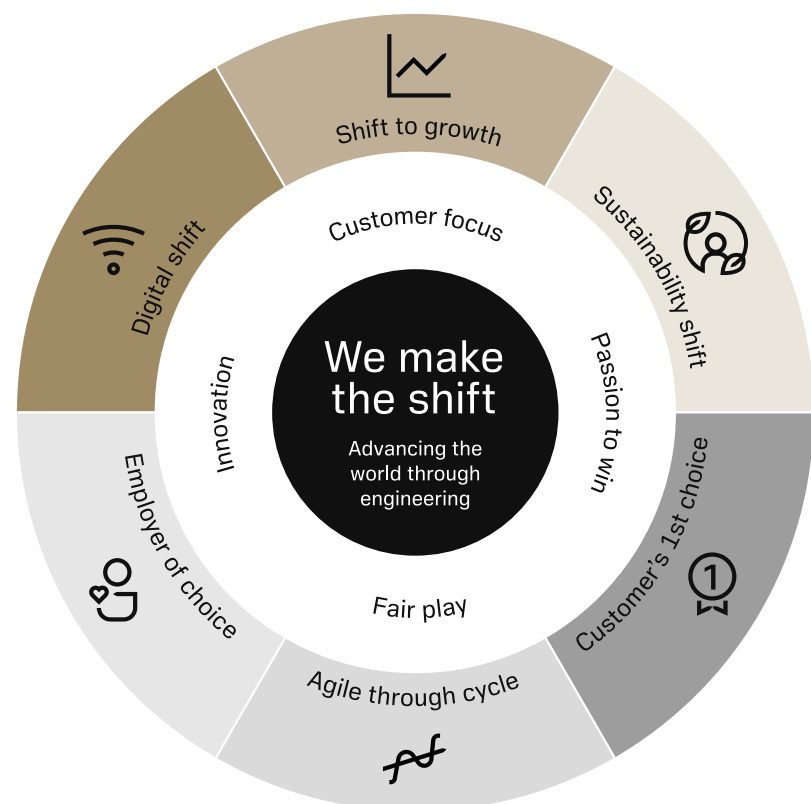 Shift to growth
Sustainability shift
Customer's 1st choice
Agile through cycle
Employer of choice
Digital shift
Customer focus
Passion to win
Fair play
Innovation
We make
the shift
Advancing the
world through
engineering
1